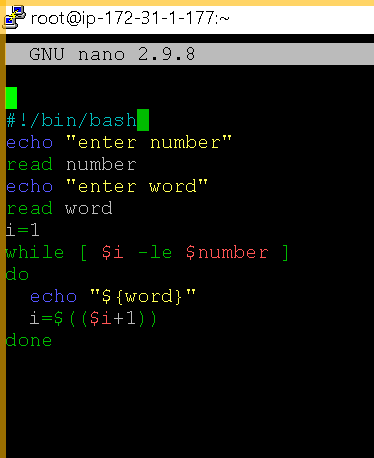 root@ip-172-31-1-177:~
GNU nano 2.9.8
#!/bin/bash
echo "enter number"
read number
echo "enter word"
read word
i=1
while [ $i -le $number ]
do
  echo "${word}"
  i=$(($i+1))
done